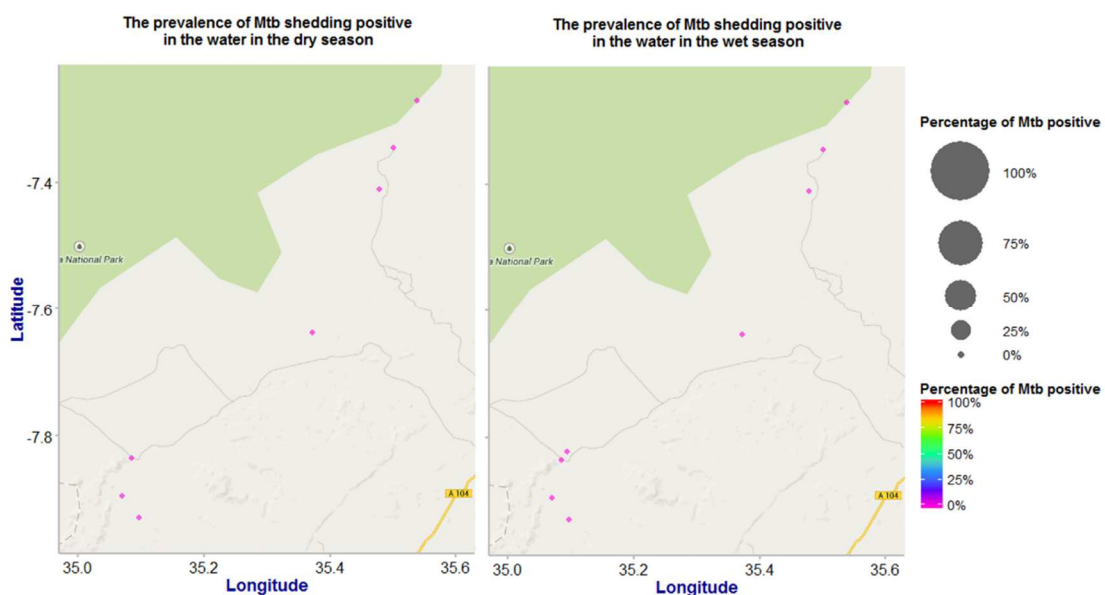 The prevalence of Mtb shedding positive
in the water in the dry season
The prevalence of Mtb shedding positive
in the water in the wet season
Latitude
-7.4
-7.6
-7.8
a National Park
A 104
35.0
35.2
35.4
35.6
Longitude
a National Park
A 104
35.0
35.2
35.4
35.6
Longitude
Percentage of Mtb positive
100%
75%
50%
25%
0%
Percentage of Mtb positive
100%
75%
50%
25%
0%